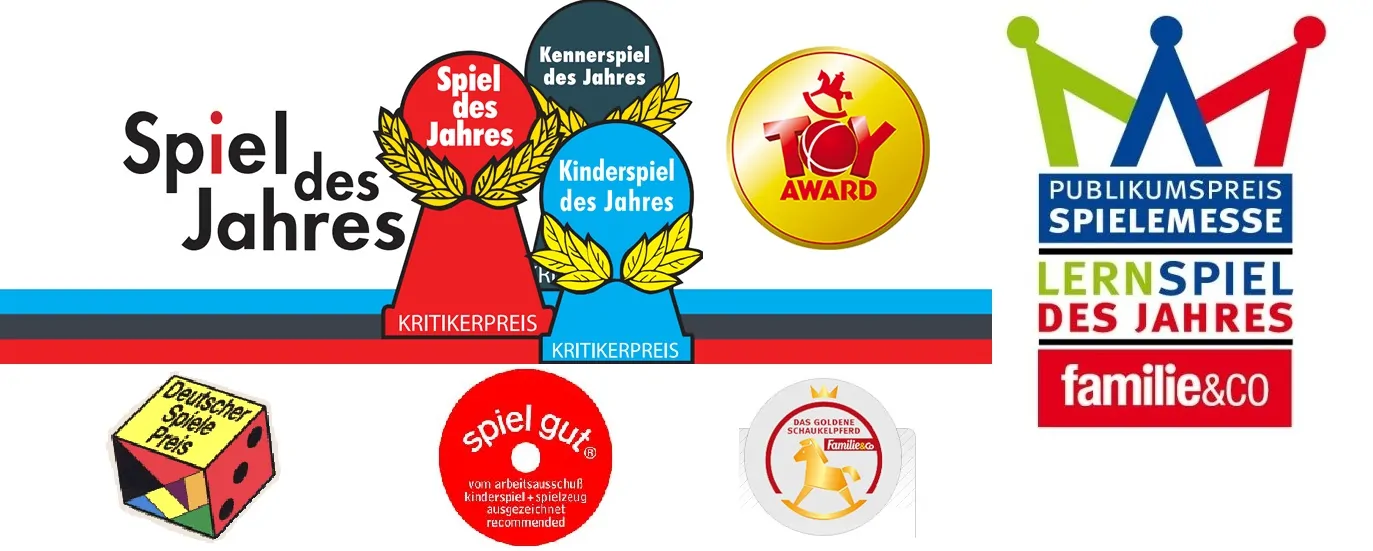 Spiel
des
Jahres
Spiel
des
Jahres
KRITIKERPREIS
Kennerspiel
des Jahres
Kinderspiel
des Jahres
KRITIKERPREIS
TOY
AWARD
PUBLIKUMSPREIS
SPIELEMESSE
LERNSPIEL
DES JAHRES
familie&co
Deutscher
Spiele
Preis
spiel gut®
vom arbeitsausschuß
kinderspiel+spielzeug
ausgezeichnet
recommended
DAS GOLDENE
SCHAUKELPFERD
Familie&Co